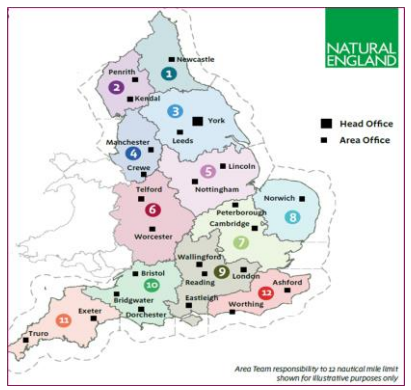 NATURAL
ENGLAND
Head Office
Area Office
Newcastle
1
Penrith
2
Kendal
3
York
Leeds
Manchester
4
Crewe
5
Lincoln
Nottingham
Telford
6
Worcester
Norwich
8
Peterborough
Cambridge
7
Wallingford
9
Reading
London
Bristol
10
Bridgwater
Dorchester
Eastleigh
Ashford
12
Worthing
11
Exeter
Truro
Area Team responsibility to 12 nautical mile limit
shown for illustrative purposes only